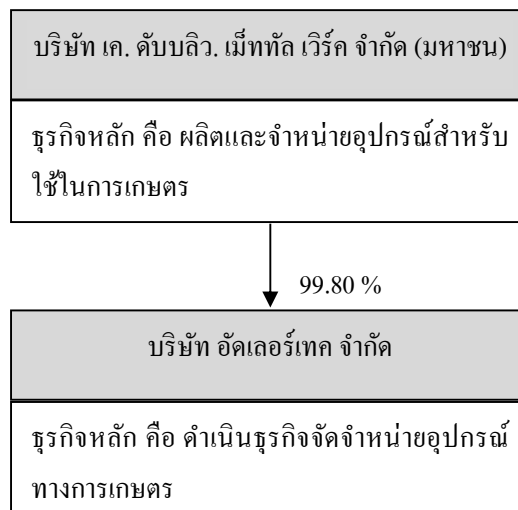 บริษัท เค. ดับบลิว. เม็ททัล เวิร์ค จำกัด (มหาชน)
ธุรกิจหลัก คือ ผลิตและจำหน่ายอุปกรณ์สำหรับ
ใช้ในการเกษตร
99.80 %
บริษัท อัดเลอร์เทค จำกัด
ธุรกิจหลัก คือ ดำเนินธุรกิจจัดจำหน่ายอุปกรณ์
ทางการเกษตร